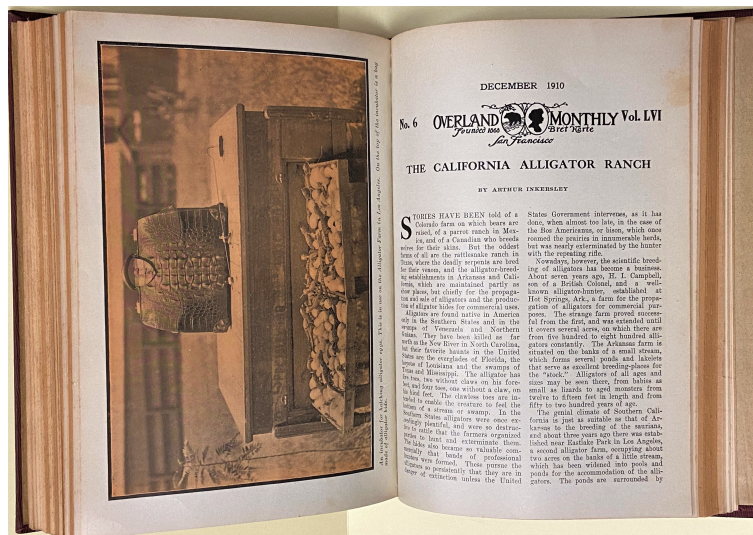 An incubator for hatching alligator eggs. This is in use on the Alligator Farm in Los Angeles. On the top of the incubator is a bag
made of alligator hide.
DECEMBER 1910
No. 6 OVERLAND MONTHLY Vol. LVI
Founded 1868 Bret Harte
San Francisco
THE CALIFORNIA ALLIGATOR RANCH
BY ARTHUR INKERSLEY
STORIES HAVE BEEN told of a
Colorado farm on which bears are
raised, of a parrot ranch in Mex-
ico, and of a Canadian who breeds
wolves for their skins. But the oddest
farms of all are the rattlesnake ranch in
where the deadly serpents are bred
for their venom, and the alligator-breed-
ing establishments in Arkansas and Cali-
fornia, which are maintained partly as
show places, but chiefly for the propaga-
tion and sale of alligators and the produc-
tion of alligator hides for commercial uses.
Alligators are found native in America
only in the Southern States and in the
swamps of Venezuela and Northern
Guiana. They have been killed as far
north as the New River in North Carolina,
but their favorite haunts in the United
States are the everglades of Florida, the
bayous of Louisiana and the swamps of
Texas and Mississippi. The alligator has
five toes, two without claws on his fore-
feet, and four toes, one without a claw, on
his hind feet. The clawless toes are in-
tended to enable the creature to feel the
bottom of a stream or swamp. In the
Southern States alligators were once ex-
ceedingly plentiful, and were so destruc-
tive to cattle that the farmers organized
parties to hunt and exterminate them.
The hides also became so valuable com-
mercially that bands of professional
hunters were formed. These pursue the
alligators so persistently that they are in
danger of extinction unless the United
States Government intervenes, as it has
done, when almost too late, in the case of
the Bos Americanus, or bison, which once
roamed the prairies in innumerable herds,
but was nearly exterminated by the hunter
with the repeating rifle.
Nowadays, however, the scientific breed-
ing of alligators has become a business.
About seven years ago, H. I. Campbell,
son of a British Colonel, and a well-
known alligator-hunter, established at
Hot Springs, Ark., a farm for the propa-
gation of alligators for commercial pur-
poses. The strange farm proved success-
ful from the first, and was extended until
it covers several acres, on which there are
from five hundred to eight hundred alli-
gators constantly. The Arkansas farm is
situated on the banks of a small stream,
which forms several ponds and lakelets
that serve as excellent breeding-places for
the "stock." Alligators of all ages and
sizes may be seen there, from babies as
small as lizards to aged monsters from
twelve to fifteen feet in length and from
fifty to two hundred years of age.
The genial climate of Southern Cali-
fornia is just as suitable as that of Ar-
kansas to the breeding of the saurians,
and about three years ago there was estab-
lished near Eastlake Park in Los Angeles,
a second alligator farm, occupying about
two acres on the banks of a little stream,
which has been widened into pools and
ponds for the accommodation of the alli-
gators. The ponds are surrounded by